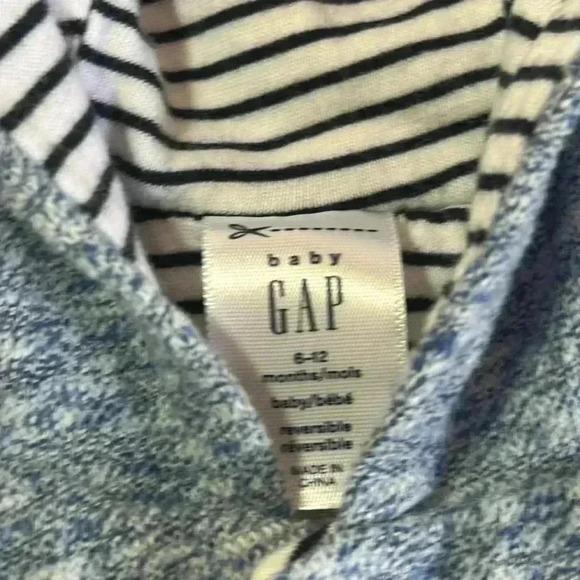 baby
GAP
6-12
months/mois
baby/bébé
reversible
réversible
MADE IN
CHINA